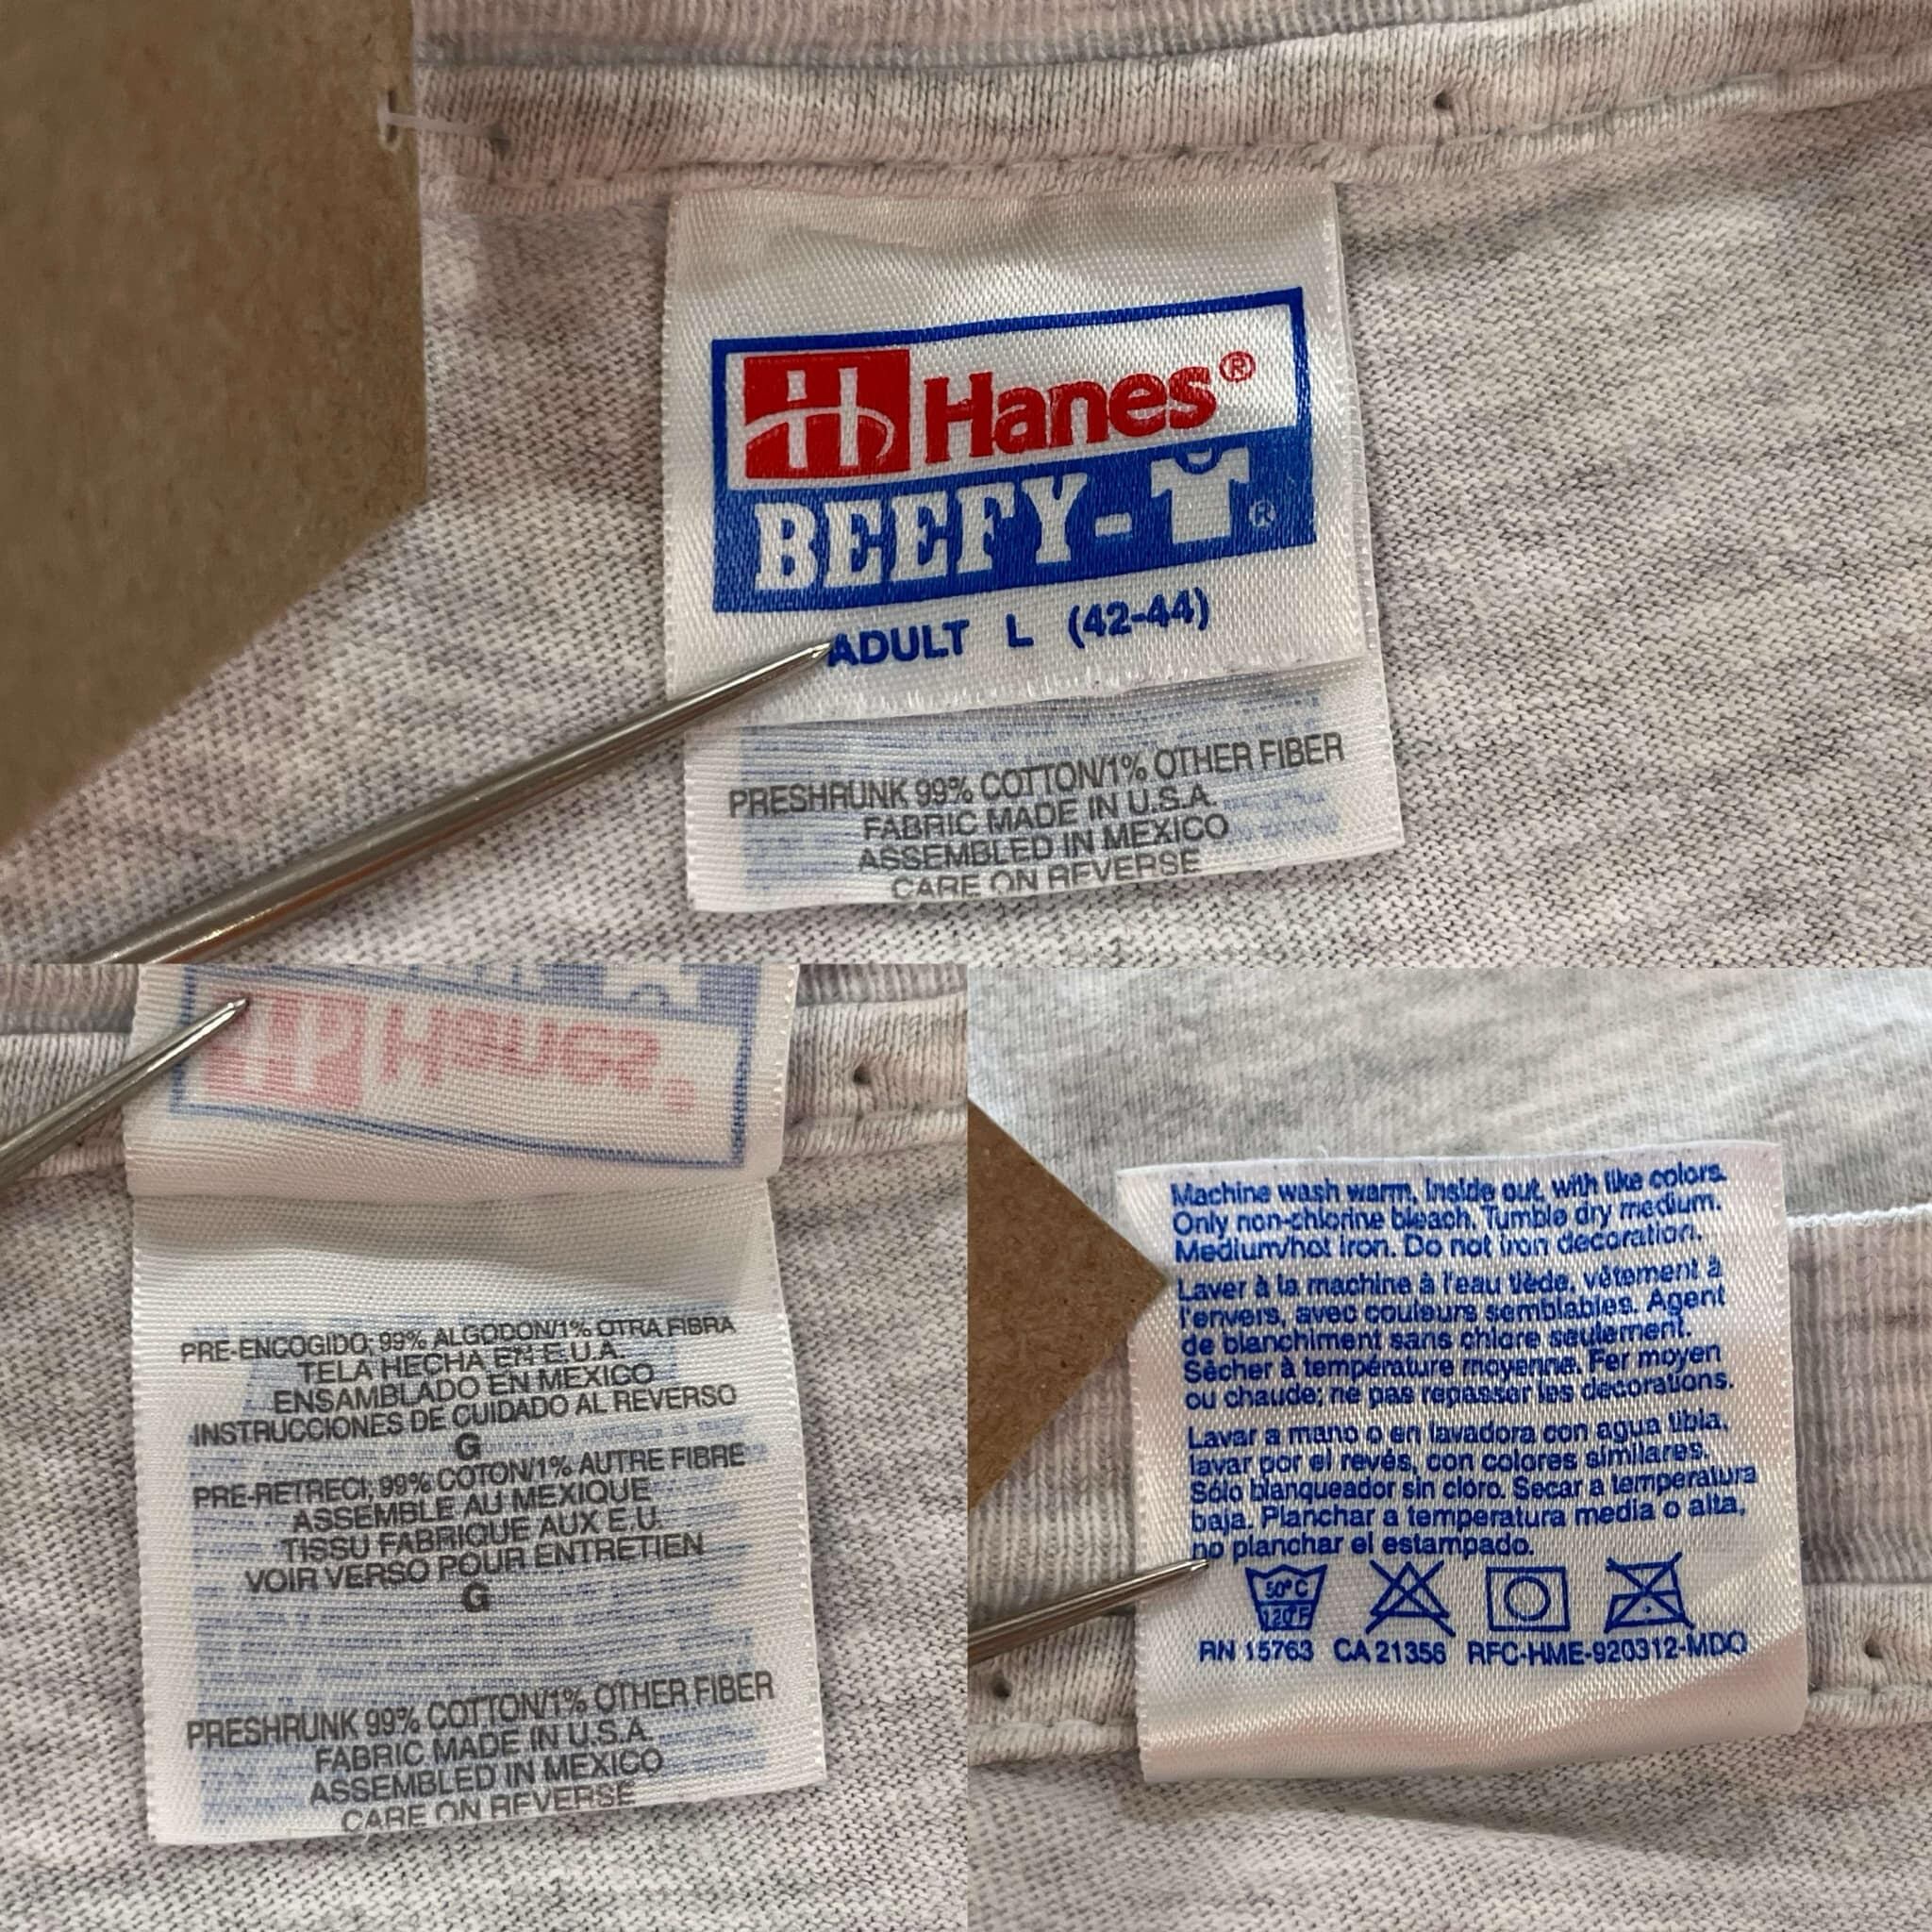 Hanes®
BEEFY-T®
ADULT L (42-44)
PRESHRUNK 99% COTTON/1% OTHER FIBER
FABRIC MADE IN U.S.A.
ASSEMBLED IN MEXICO
CARE ON REVERSE
Hanes
PRE-ENCOGIDO; 99% ALGODON/1% OTRA FIBRA
TELA HECHA EN E.U.A.
ENSAMBLADO EN MEXICO
INSTRUCCIONES DE CUIDADO AL REVERSO
G
PRE-RETRECI; 99% COTON/1% AUTRE FIBRE
ASSEMBLE AU MEXIQUE
TISSU FABRIQUE AUX E.U.
VOIR VERSO POUR ENTRETIEN
G
PRESHRUNK 99% COTTON/1% OTHER FIBER
FABRIC MADE IN U.S.A.
ASSEMBLED IN MEXICO
CARE ON REVERSE
Machine wash warm, inside out, with like colors.
Only non-chlorine bleach. Tumble dry medium.
Medium/hot iron. Do not iron decoration.
Laver à la machine à l'eau tiède, vêtement à
l'envers, avec couleurs semblables. Agent
de blanchiment sans chlore seulement.
Sécher à température moyenne. Fer moyen
ou chaude; ne pas repasser les decorations.
Lavar a mano o en lavadora con agua tibia,
lavar por el revés, con colores similares.
Sólo blanqueador sin cloro. Secar a temperatura
baja. Planchar a temperatura media o alta,
no planchar el estampado.
50°C
120°F
RN 15763 CA 21356 RFC-HME-920312-MDO